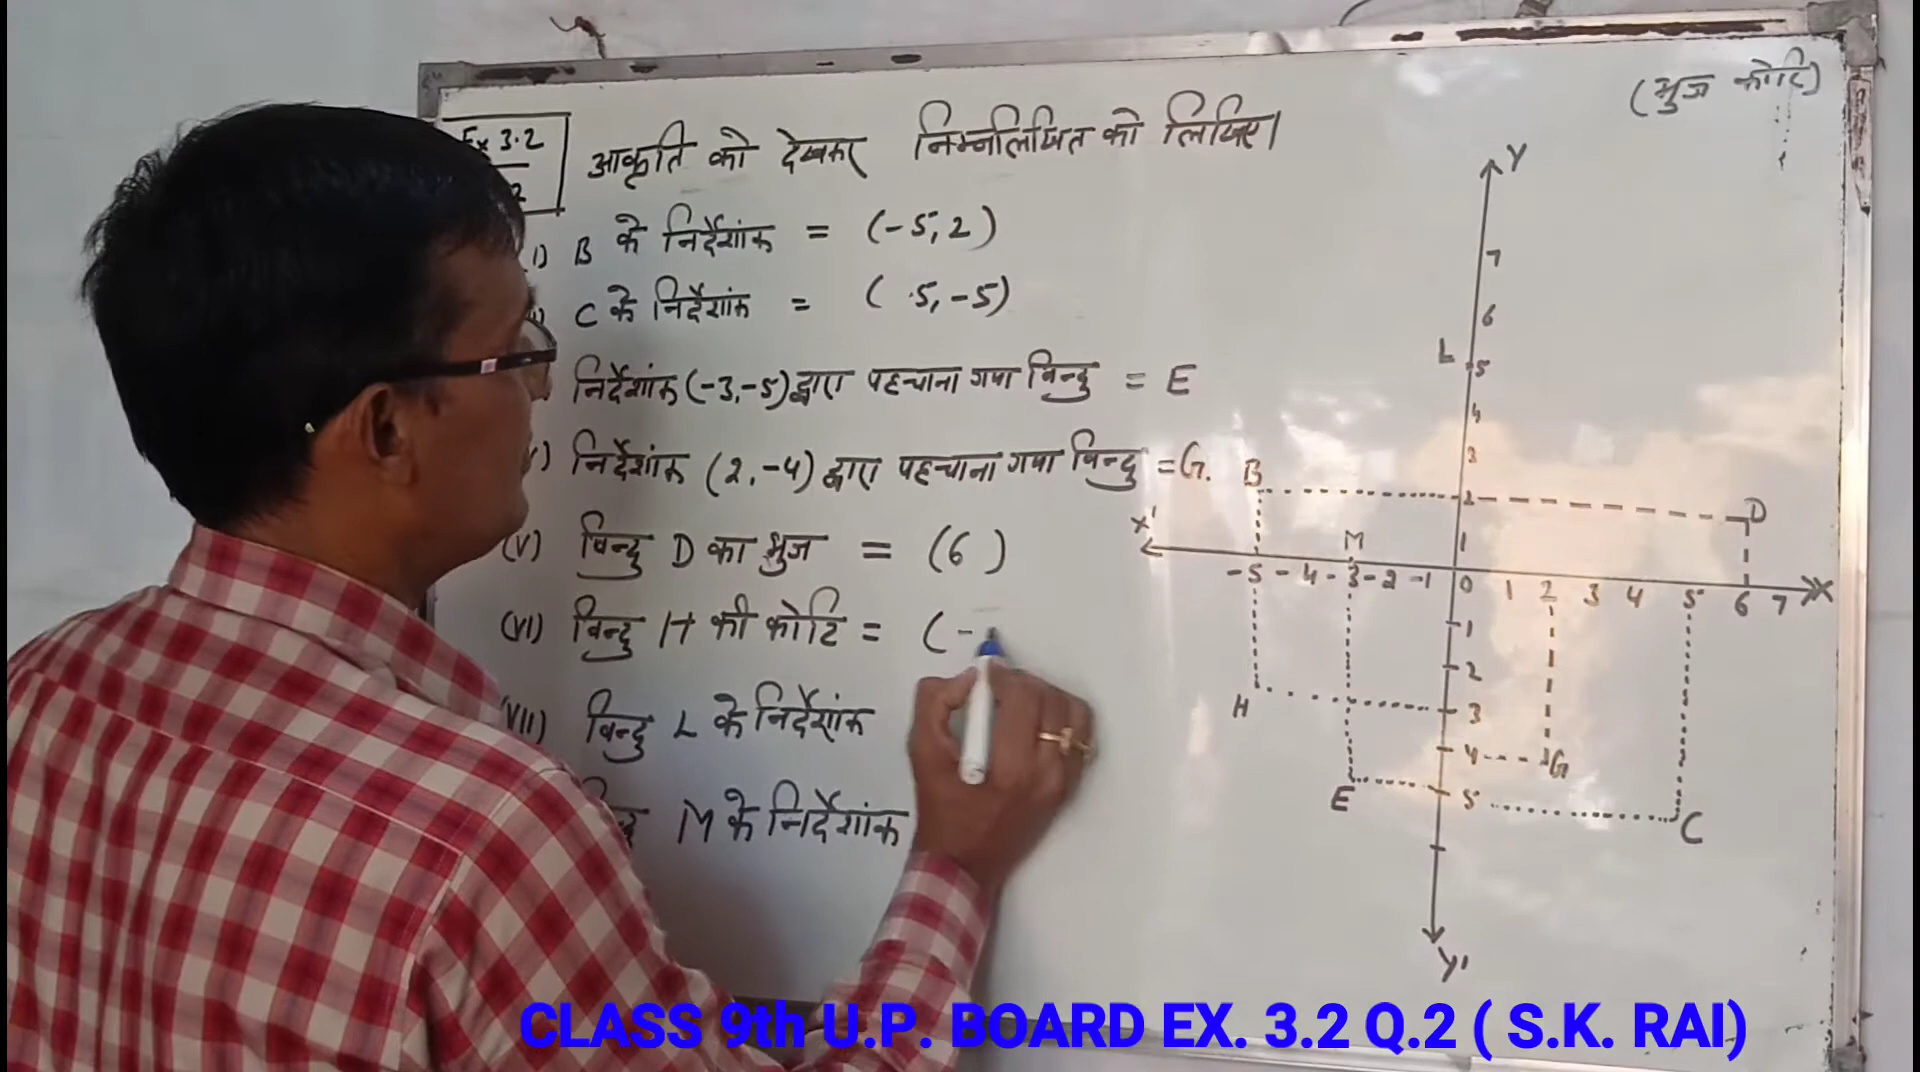 (भुज कोटि)
Ex 3.2
2
आकृति को देखकर निम्नलिखित को लिखिए।
i) B के निर्देशांक = (-5, 2)
C के निर्देशांक = (5, -5)
निर्देशांक (-3,-5) द्वारा पहचाना गया बिन्दु = E
निर्देशांक (2, -4) द्वारा पहचाना गया बिन्दु = G.
(V) बिन्दु D का भुज = (6 )
(VI) बिन्दु H की कोटि = (-
(VII) बिन्दु L के निर्देशांक
M के निर्देशांक
Y
7
6
L 5
4
3
B 2 D
X' M 1
-5 -4 -3 -2 -1 0 1 2 3 4 5 6 7 X
1
2
H 3
4 G
E 5 C
Y'
CLASS 9th U.P. BOARD EX. 3.2 Q.2 ( S.K. RAI)